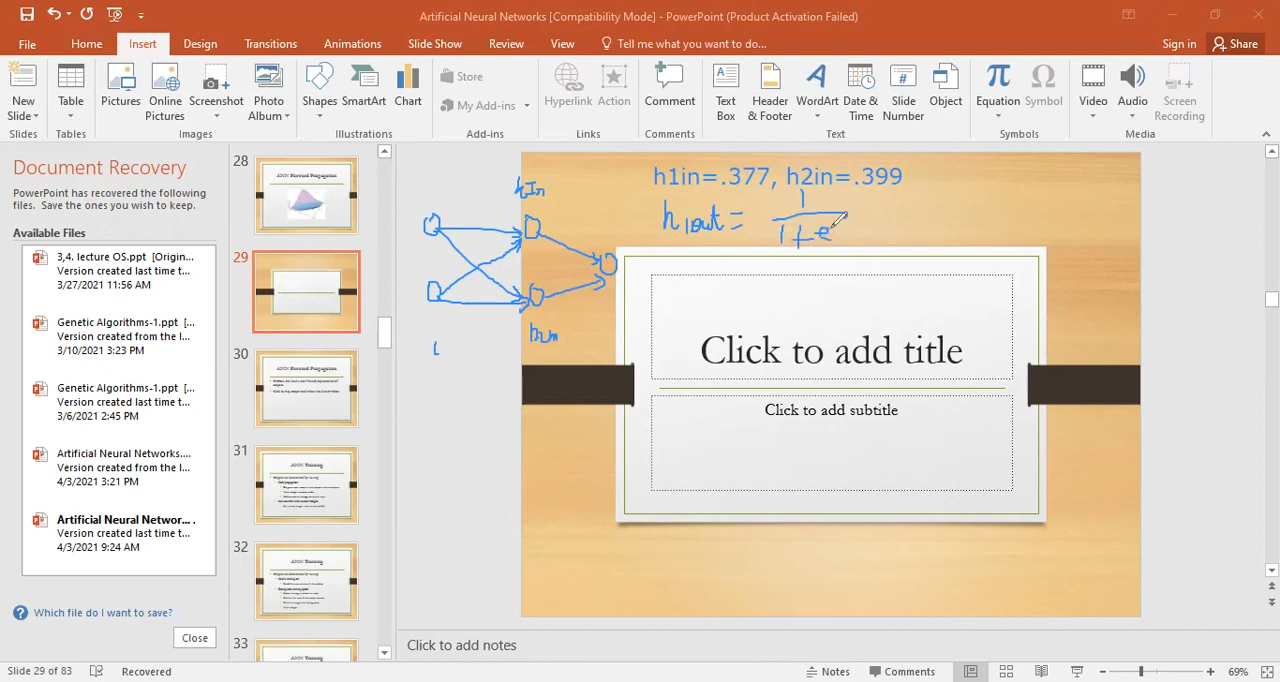 Artificial Neural Networks [Compatibility Mode] - PowerPoint (Product Activation Failed)
File Home Insert Design Transitions Animations Slide Show Review View Tell me what you want to do... Sign in Share
New Slide Table Pictures Online Pictures Screenshot Photo Album Shapes SmartArt Chart Store My Add-ins Hyperlink Action Comment Text Box Header & Footer WordArt Date & Time Slide Number Object Equation Symbol Video Audio Screen Recording
Slides Tables Images Illustrations Add-ins Links Comments Text Symbols Media
Document Recovery
PowerPoint has recovered the following
files. Save the ones you wish to keep.
Available Files
3,4. lecture OS.ppt [Origin...
Version created last time t...
3/27/2021 11:56 AM
Genetic Algorithms-1.ppt [...
Version created from the l...
3/10/2021 3:23 PM
Genetic Algorithms-1.ppt [...
Version created last time t...
3/6/2021 2:45 PM
Artificial Neural Networks....
Version created from the l...
4/3/2021 3:21 PM
Artificial Neural Networ... .
Version created last time t...
4/3/2021 9:24 AM
Which file do I want to save?
Close
28
ANN Forward Propagation
29
30
31
ANN Training
32
ANN Training
33
h1in=.377, h2in=.399
h1out = 1
1+e
h1in
h2in
Click to add title
Click to add subtitle
Click to add notes
Slide 29 of 83 Recovered Notes Comments 69%